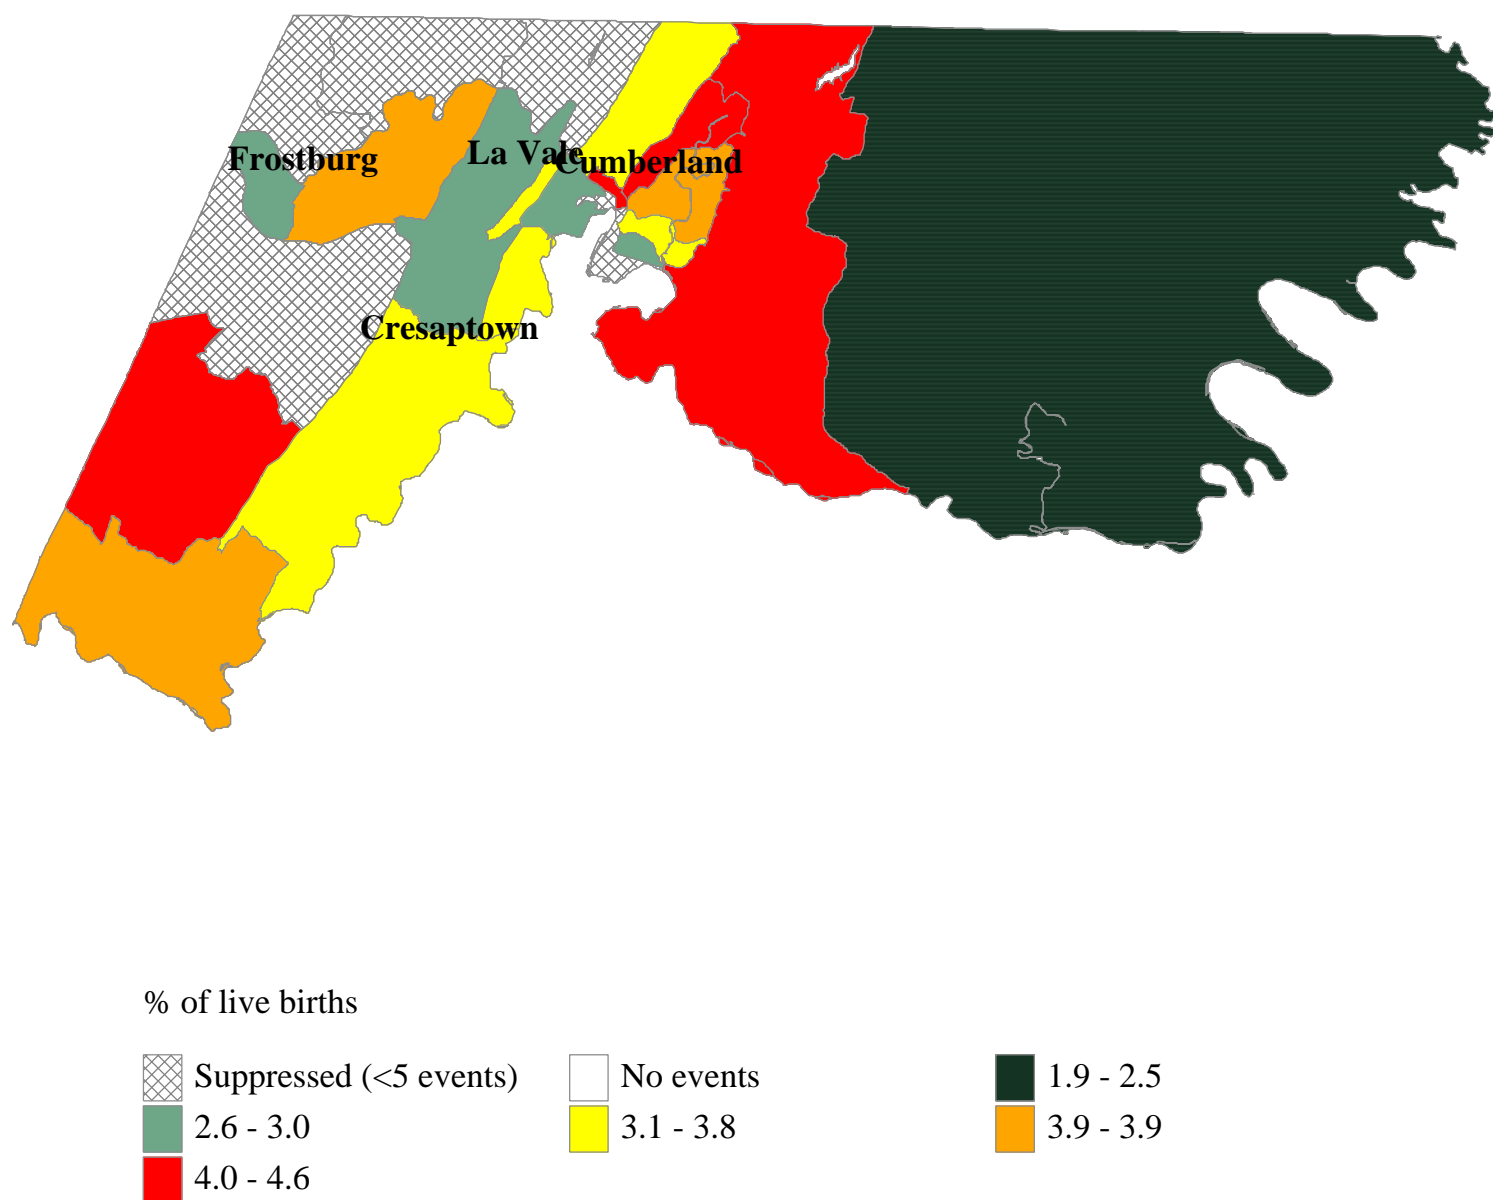 Frostburg
La Vale
Cumberland
Cresaptown
% of live births
Suppressed (<5 events)
No events
1.9 - 2.5
2.6 - 3.0
3.1 - 3.8
3.9 - 3.9
4.0 - 4.6